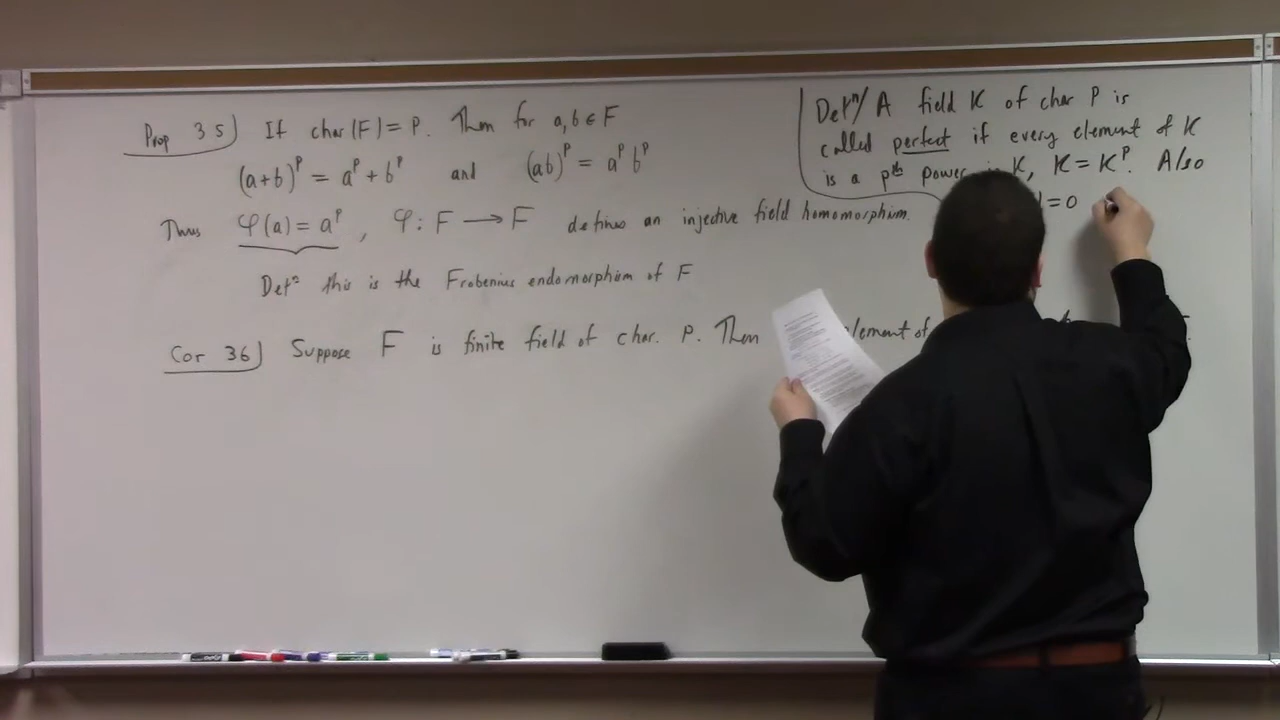 Prop 35) If char(F) = p. Then for a,b ∈ F
(a+b)^p = a^p + b^p and (ab)^p = a^p b^p
Thus φ(a) = a^p, φ: F → F defines an injective field homomorphism.
Defⁿ this is the Frobenius endomorphism of F
Cor 36) Suppose F is finite field of char. p. Then element of
Defⁿ/ A field K of char p is
called perfect if every element of K
is a pth power in K, K = K^p. Also
=0